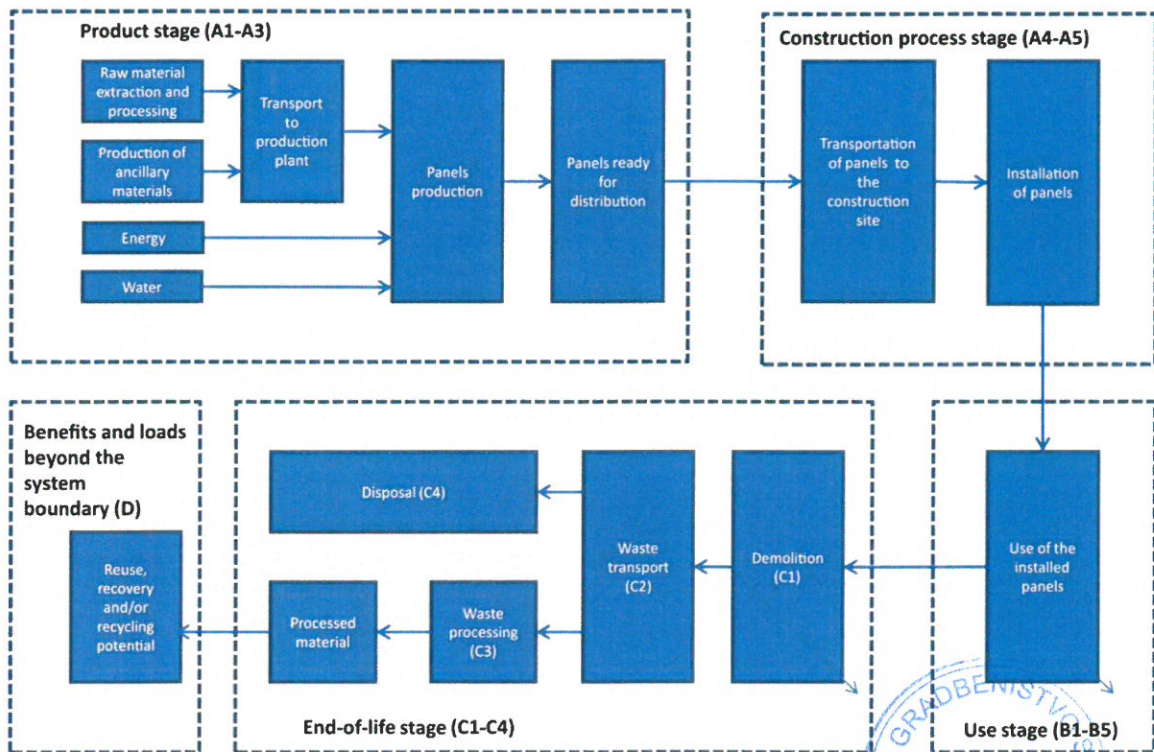 Product stage (A1-A3)
Raw material
extraction and
processing
Production of
ancillary
materials
Energy
Water
Transport
to
production
plant
Panels
production
Panels ready
for
distribution
Construction process stage (A4-A5)
Transportation
of panels to
the
construction
site
Installation
of panels
Benefits and loads
beyond the
system
boundary (D)
Reuse,
recovery
and/or
recycling
potential
Disposal (C4)
Processed
material
Waste
processing
(C3)
Waste
transport
(C2)
Demolition
(C1)
End-of-life stage (C1-C4)
Use of the
installed
panels
Use stage (B1-B5)
GRADBENIŠTVO